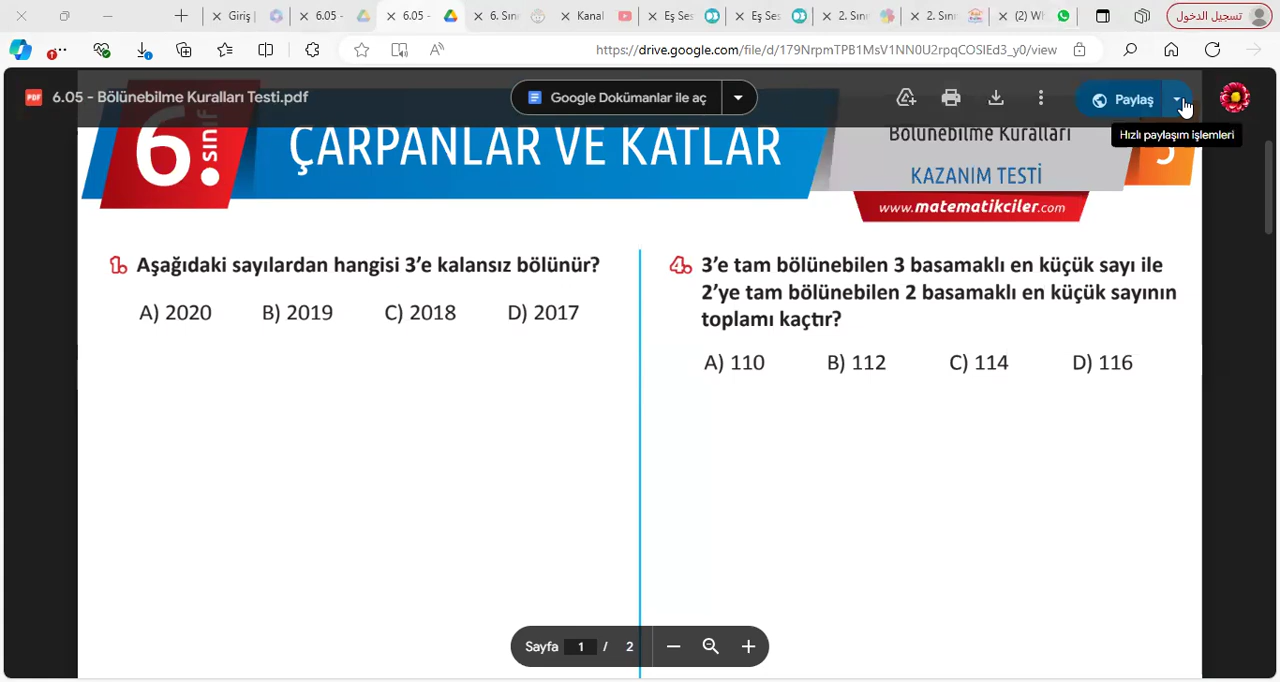 Giriş
6.05 -
6.05 -
6. Sını
Kanal
Eş Ses
Eş Ses
2. Sını
2. Sını
(2) Wh
تسجيل الدخول
https://drive.google.com/file/d/179NrpmTPB1MsV1NN0U2rpqCOSIEd3_y0/view
PDF
6.05 - Bölünebilme Kuralları Testi.pdf
Google Dokümanlar ile aç
Paylaş
Hızlı paylaşım işlemleri
6.sınıf
ÇARPANLAR VE KATLAR
Bölünebilme Kuralları
KAZANIM TESTİ
www.matematikciler.com
1. Aşağıdaki sayılardan hangisi 3’e kalansız bölünür?
A) 2020 B) 2019 C) 2018 D) 2017
4. 3’e tam bölünebilen 3 basamaklı en küçük sayı ile
2’ye tam bölünebilen 2 basamaklı en küçük sayının
toplamı kaçtır?
A) 110 B) 112 C) 114 D) 116
Sayfa 1 / 2